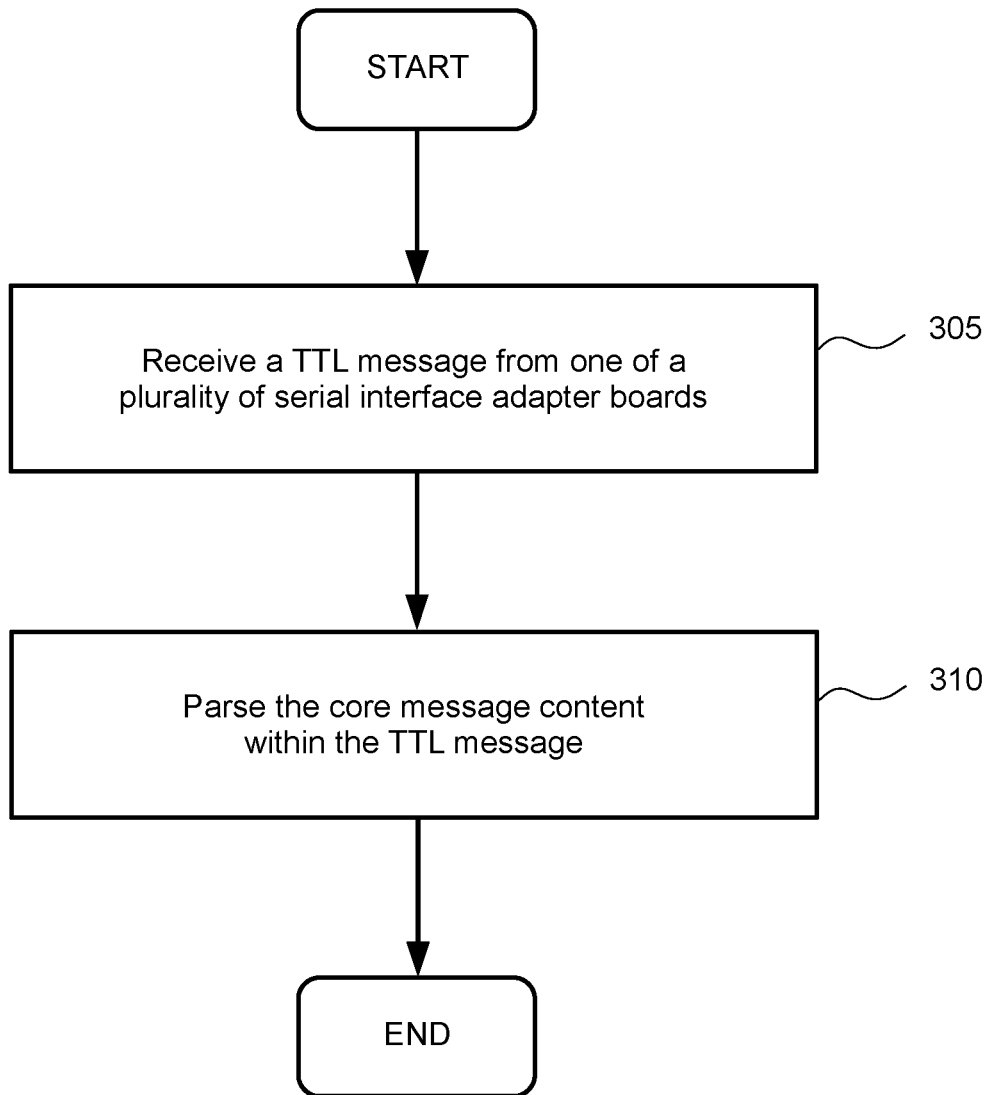 START
Receive a TTL message from one of a
plurality of serial interface adapter boards
305
Parse the core message content
within the TTL message
310
END